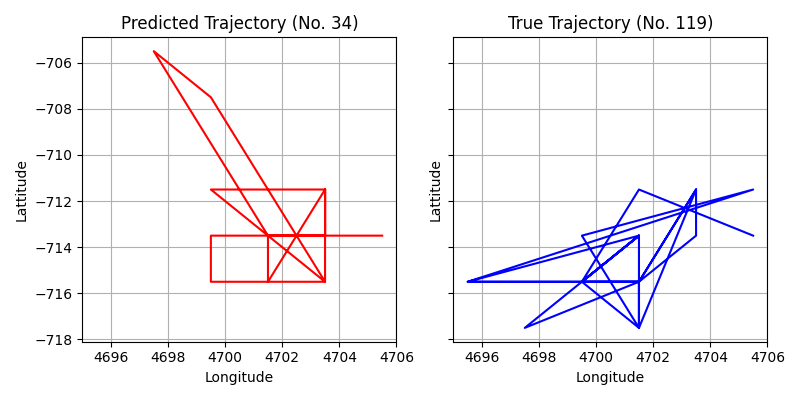 Predicted Trajectory (No. 34)
True Trajectory (No. 119)
−706
−708
−710
−712
−714
−716
−718
Lattitude
Lattitude
4696 4698 4700 4702 4704 4706
4696 4698 4700 4702 4704 4706
Longitude
Longitude